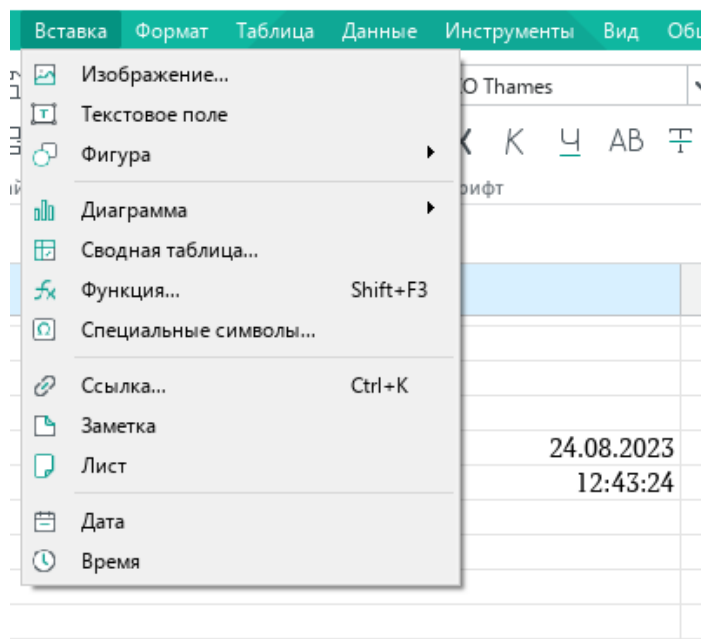 Вставка Формат Таблица Данные Инструменты Вид
Изображение...
Thames
Текстовое поле
К Ч АВ Т
Фигура
Диаграмма
Сводная таблица...
Функция... Shift+F3
Специальные символы...
Ссылка... Ctrl+K
Заметка
24.08.2023
Лист
12:43:24
Дата
Время